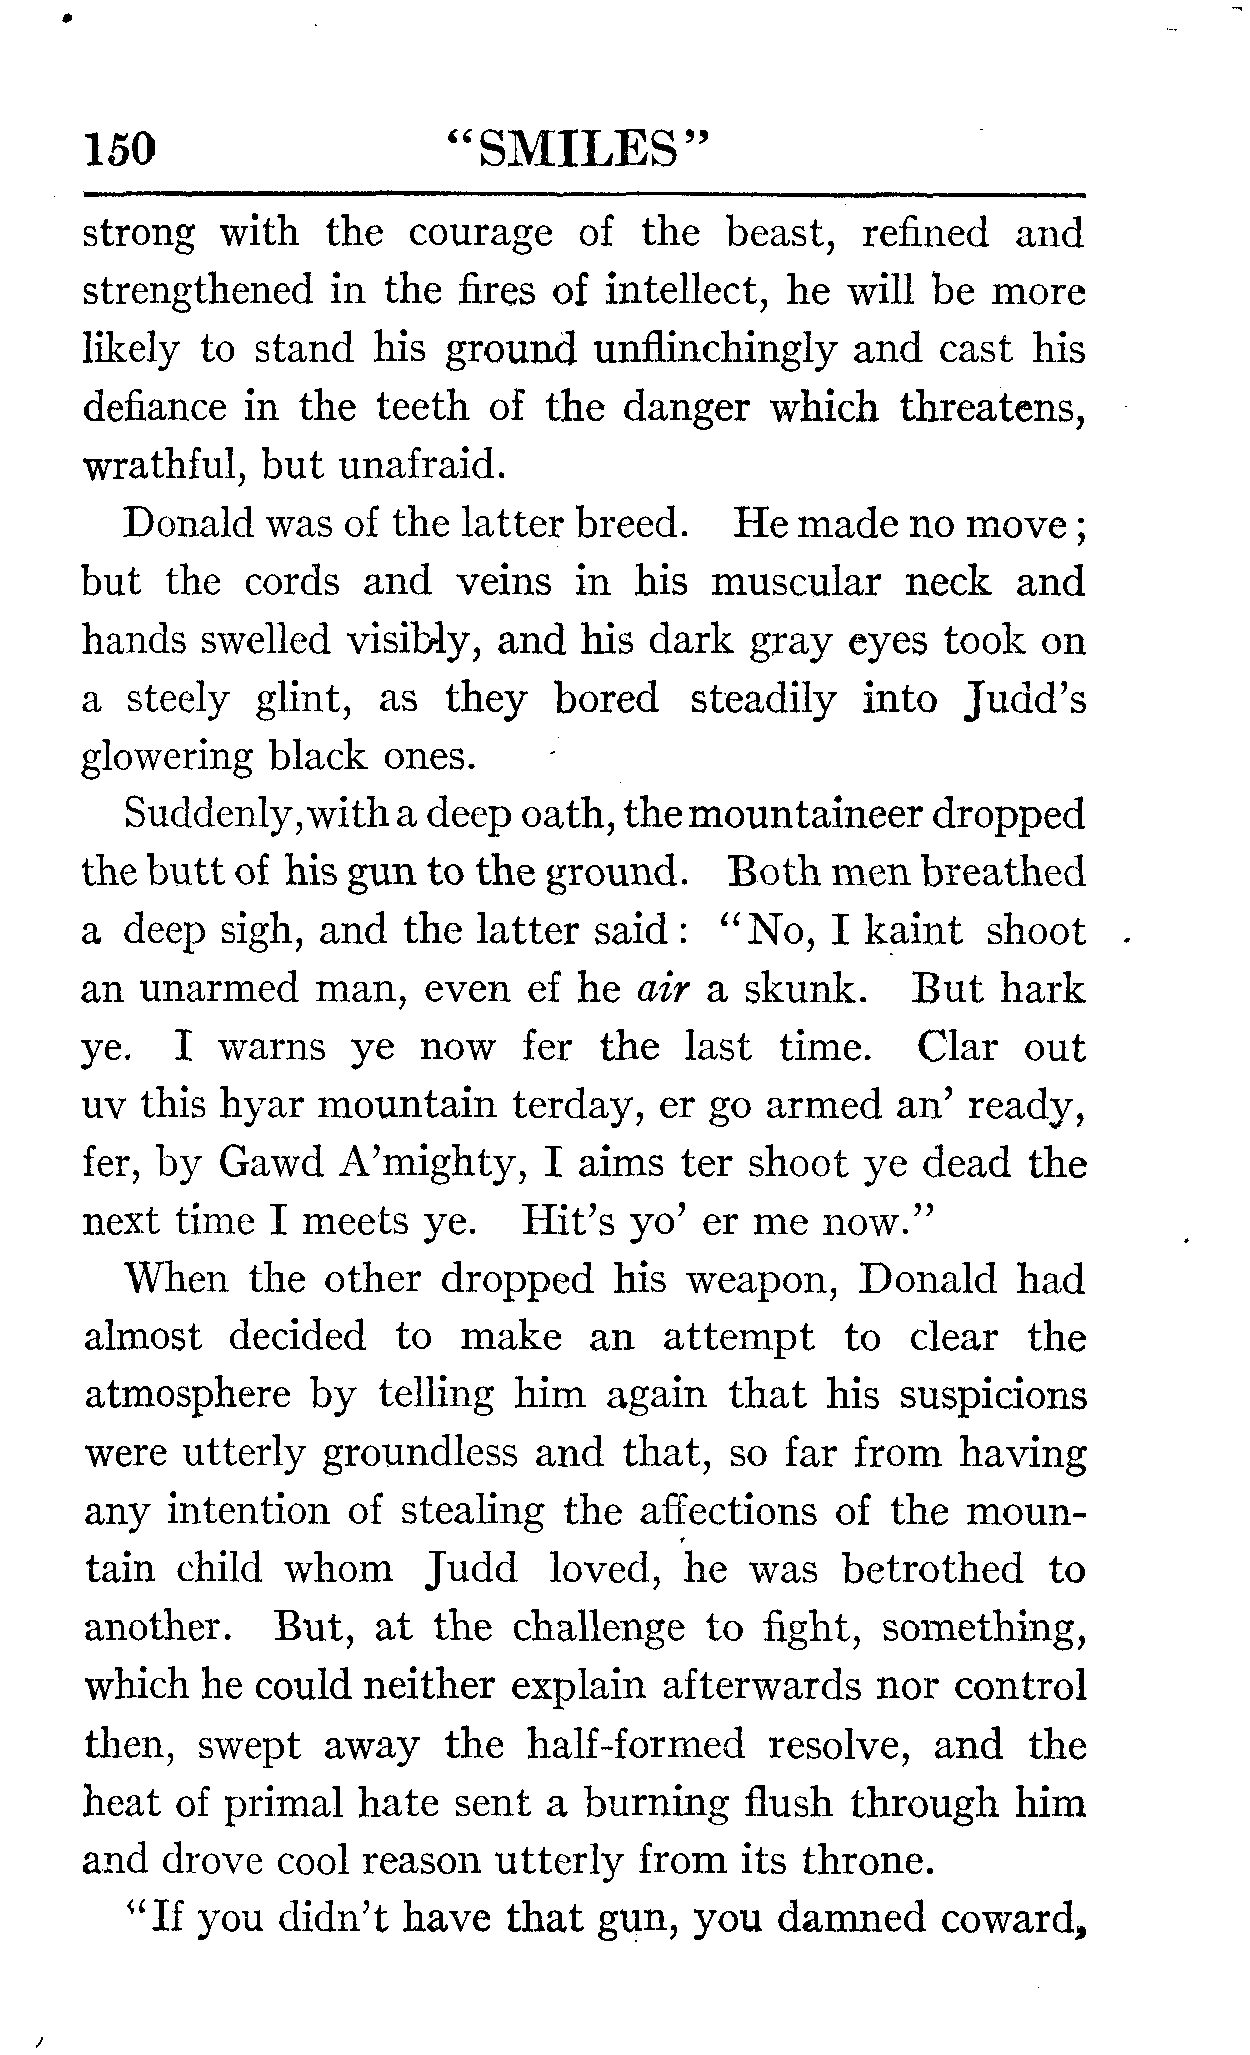 150 "SMILES"
strong with the courage of the beast, refined and
strengthened in the fires of intellect, he will be more
likely to stand his ground unflinchingly and cast his
defiance in the teeth of the danger which threatens,
wrathful, but unafraid.
Donald was of the latter breed. He made no move;
but the cords and veins in his muscular neck and
hands swelled visibly, and his dark gray eyes took on
a steely glint, as they bored steadily into Judd's
glowering black ones.
Suddenly, with a deep oath, the mountaineer dropped
the butt of his gun to the ground. Both men breathed
a deep sigh, and the latter said: "No, I kaint shoot
an unarmed man, even ef he air a skunk. But hark
ye. I warns ye now fer the last time. Clar out
uv this hyar mountain terday, er go armed an' ready,
fer, by Gawd A'mighty, I aims ter shoot ye dead the
next time I meets ye. Hit's yo' er me now."
When the other dropped his weapon, Donald had
almost decided to make an attempt to clear the
atmosphere by telling him again that his suspicions
were utterly groundless and that, so far from having
any intention of stealing the affections of the moun-
tain child whom Judd loved, he was betrothed to
another. But, at the challenge to fight, something,
which he could neither explain afterwards nor control
then, swept away the half-formed resolve, and the
heat of primal hate sent a burning flush through him
and drove cool reason utterly from its throne.
"If you didn't have that gun, you damned coward,